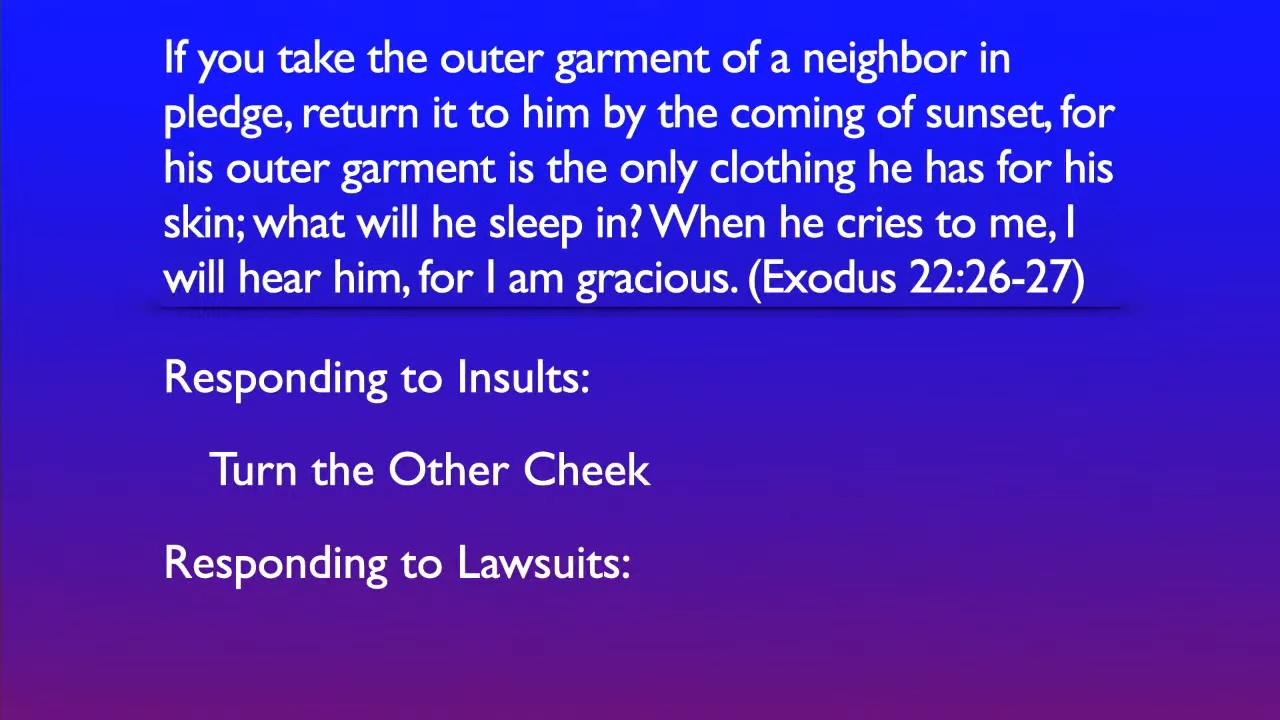 If you take the outer garment of a neighbor in
pledge, return it to him by the coming of sunset, for
his outer garment is the only clothing he has for his
skin; what will he sleep in? When he cries to me, I
will hear him, for I am gracious. (Exodus 22:26-27)
Responding to Insults:
Turn the Other Cheek
Responding to Lawsuits: